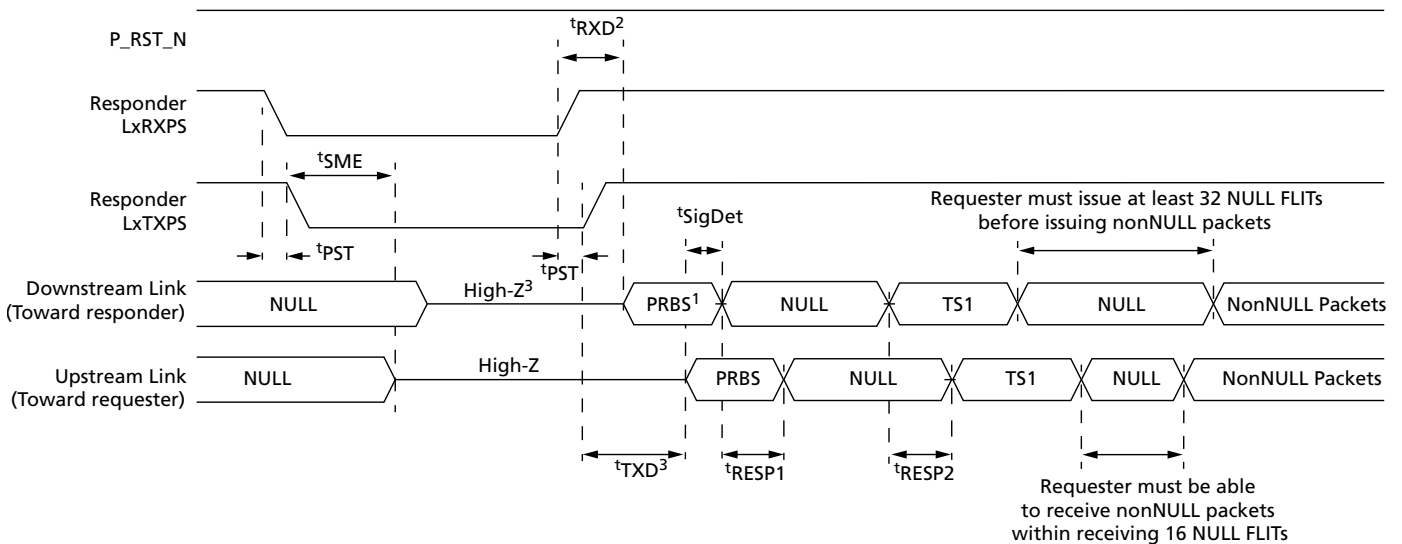 P_RST_N
tRXD2
Responder
LxRXPS
tSME
Responder
LxTXPS
tPST
tPST
tSigDet
Requester must issue at least 32 NULL FLITs
before issuing nonNULL packets
Downstream Link
(Toward responder)
NULL
High-Z3
PRBS1
NULL
TS1
NULL
NonNULL Packets
Upstream Link
(Toward requester)
NULL
High-Z
PRBS
NULL
TS1
NULL
NonNULL Packets
tTXD3
tRESP1
tRESP2
Requester must be able
to receive nonNULL packets
within receiving 16 NULL FLITs